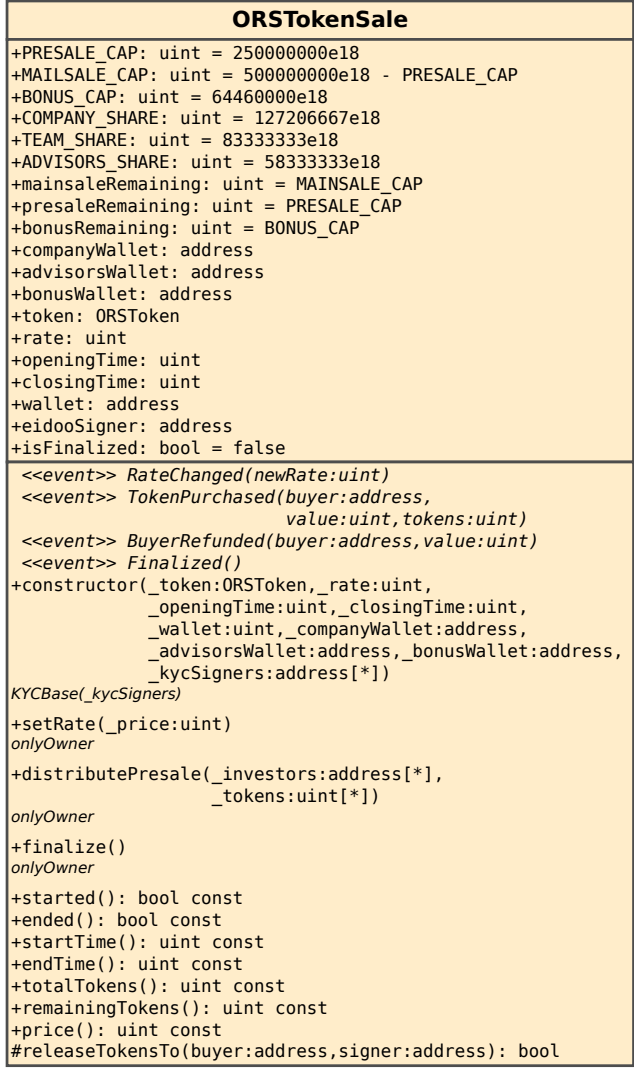 ORSTokenSale
+PRESALE_CAP: uint = 250000000e18
+MAILSALE_CAP: uint = 500000000e18 - PRESALE_CAP
+BONUS_CAP: uint = 64460000e18
+COMPANY_SHARE: uint = 127206667e18
+TEAM_SHARE: uint = 83333333e18
+ADVISORS_SHARE: uint = 58333333e18
+mainsaleRemaining: uint = MAINSALE_CAP
+presaleRemaining: uint = PRESALE_CAP
+bonusRemaining: uint = BONUS_CAP
+companyWallet: address
+advisorsWallet: address
+bonusWallet: address
+token: ORSToken
+rate: uint
+openingTime: uint
+closingTime: uint
+wallet: address
+eidooSigner: address
+isFinalized: bool = false
<<event>> RateChanged(newRate:uint)
<<event>> TokenPurchased(buyer:address,
value:uint,tokens:uint)
<<event>> BuyerRefunded(buyer:address,value:uint)
<<event>> Finalized()
+constructor(_token:ORSToken,_rate:uint,
_openingTime:uint,_closingTime:uint,
_wallet:uint,_companyWallet:address,
_advisorsWallet:address,_bonusWallet:address,
_kycSigners:address[*])
KYCBase(_kycSigners)
+setRate(_price:uint)
onlyOwner
+distributePresale(_investors:address[*],
_tokens:uint[*])
onlyOwner
+finalize()
onlyOwner
+started(): bool const
+ended(): bool const
+startTime(): uint const
+endTime(): uint const
+totalTokens(): uint const
+remainingTokens(): uint const
+price(): uint const
#releaseTokensTo(buyer:address,signer:address): bool